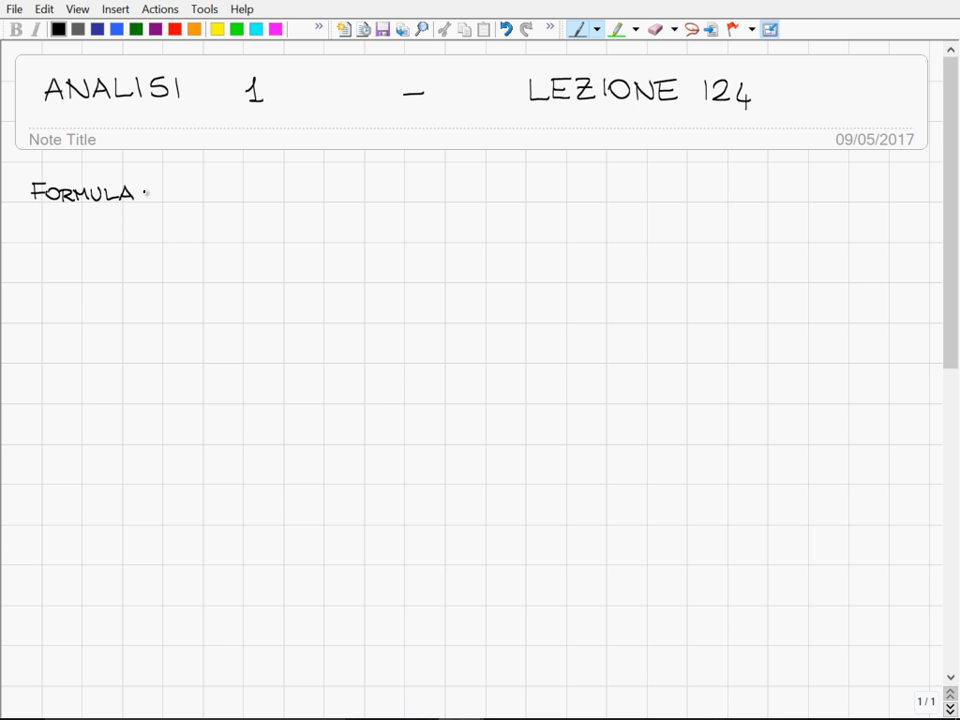 File Edit View Insert Actions Tools Help
B I
ANALISI 1 - LEZIONE 124
Note Title 09/05/2017
FORMULA
1/1